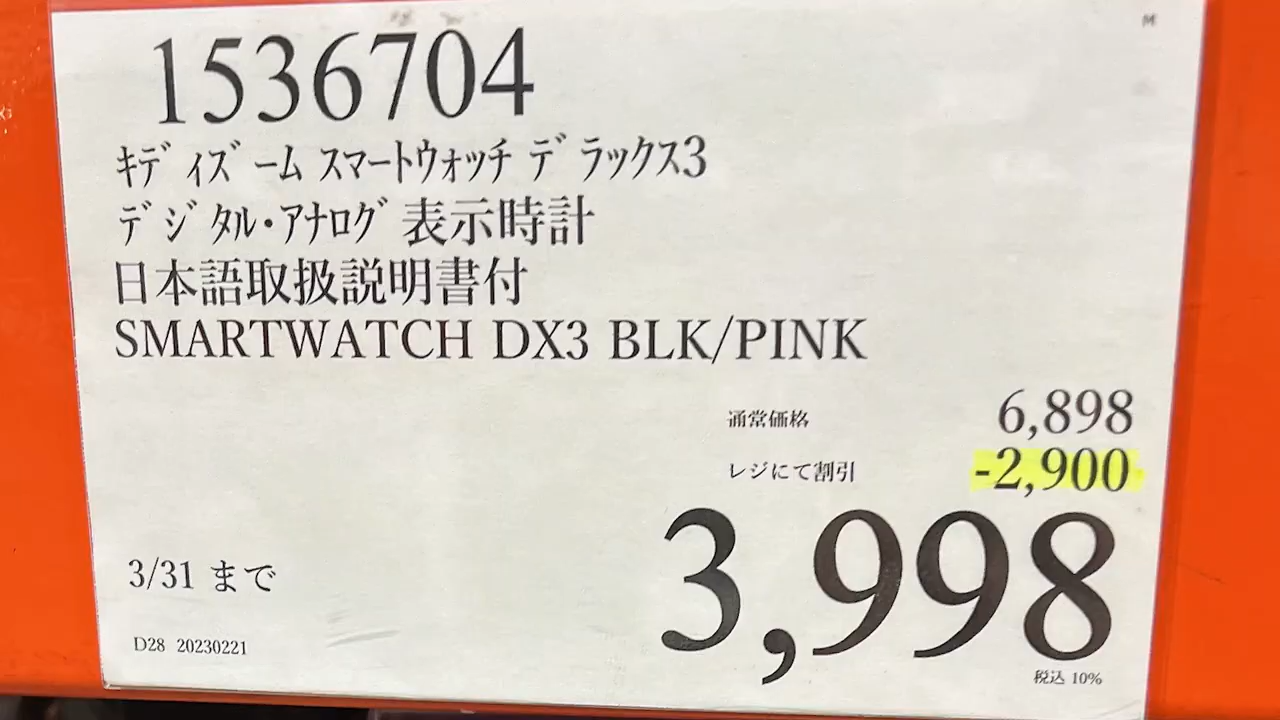 M
1536704
ｷﾃﾞｨｽﾞｰﾑ ｽﾏｰﾄｳｫｯﾁ ﾃﾞﾗｯｸｽ3
ﾃﾞｼﾞﾀﾙ･ｱﾅﾛｸﾞ表示時計
日本語取扱説明書付
SMARTWATCH DX3 BLK/PINK
通常価格 6,898
レジにて割引 -2,900
3,998
3/31 まで
D28 20230221
税込 10%